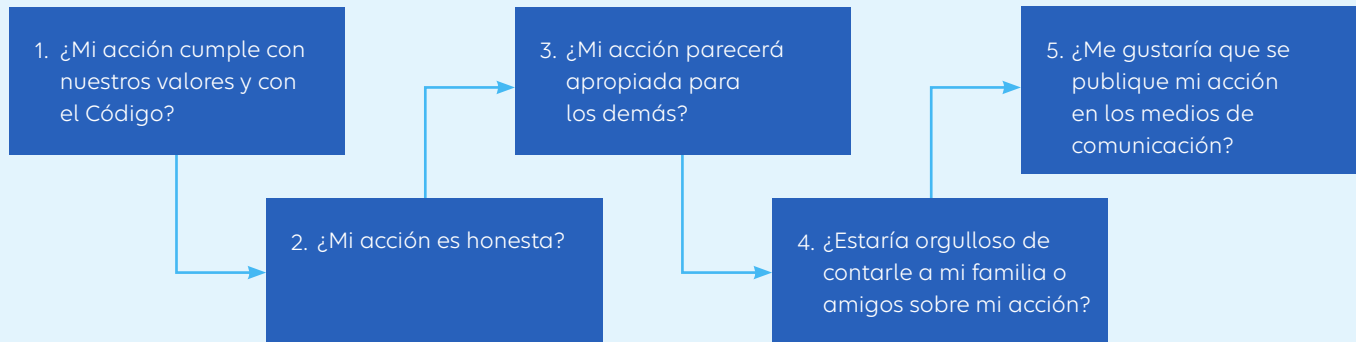 1. ¿Mi acción cumple con
nuestros valores y con
el Código?
2. ¿Mi acción es honesta?
3. ¿Mi acción parecerá
apropiada para
los demás?
4. ¿Estaría orgulloso de
contarle a mi familia o
amigos sobre mi acción?
5. ¿Me gustaría que se
publique mi acción
en los medios de
comunicación?